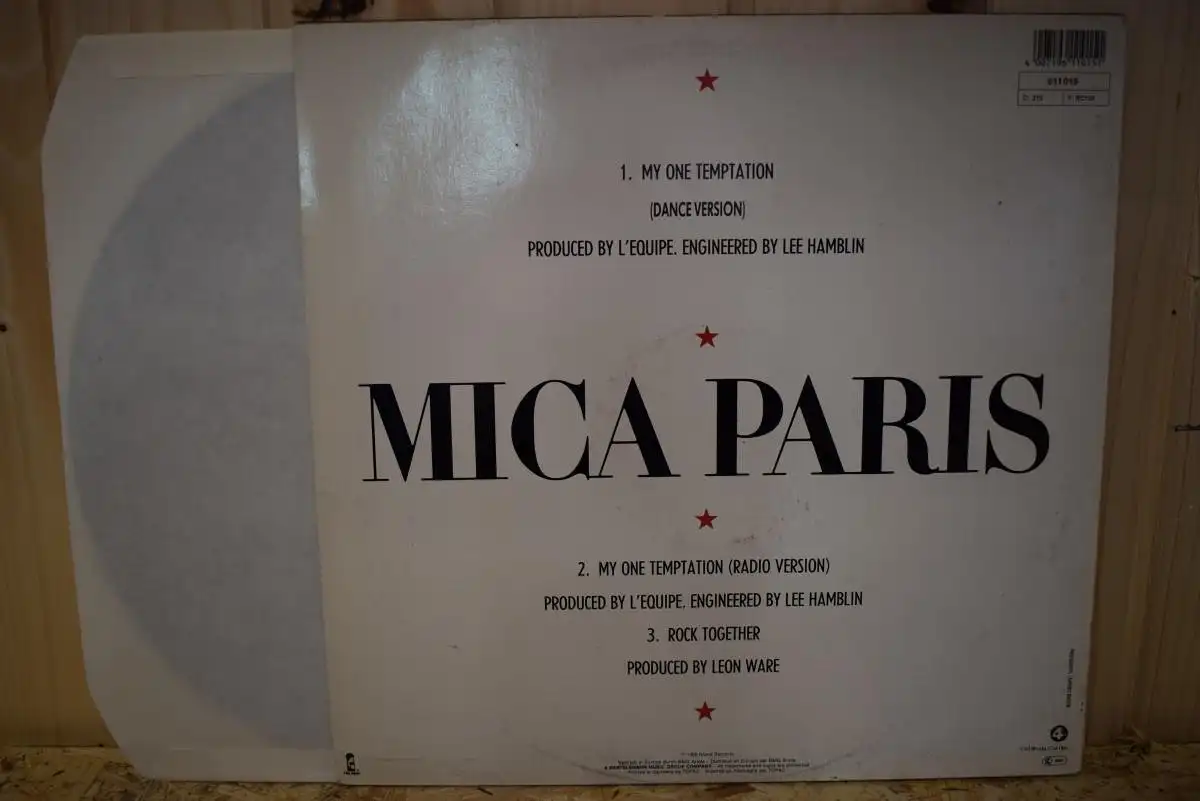 1. MY ONE TEMPTATION
(DANCE VERSION)
PRODUCED BY L'EQUIPE. ENGINEERED BY LEE HAMBLIN
MICA PARIS
2. MY ONE TEMPTATION (RADIO VERSION)
PRODUCED BY L'EQUIPE. ENGINEERED BY LEE HAMBLIN
3. ROCK TOGETHER
PRODUCED BY LEON WARE
4